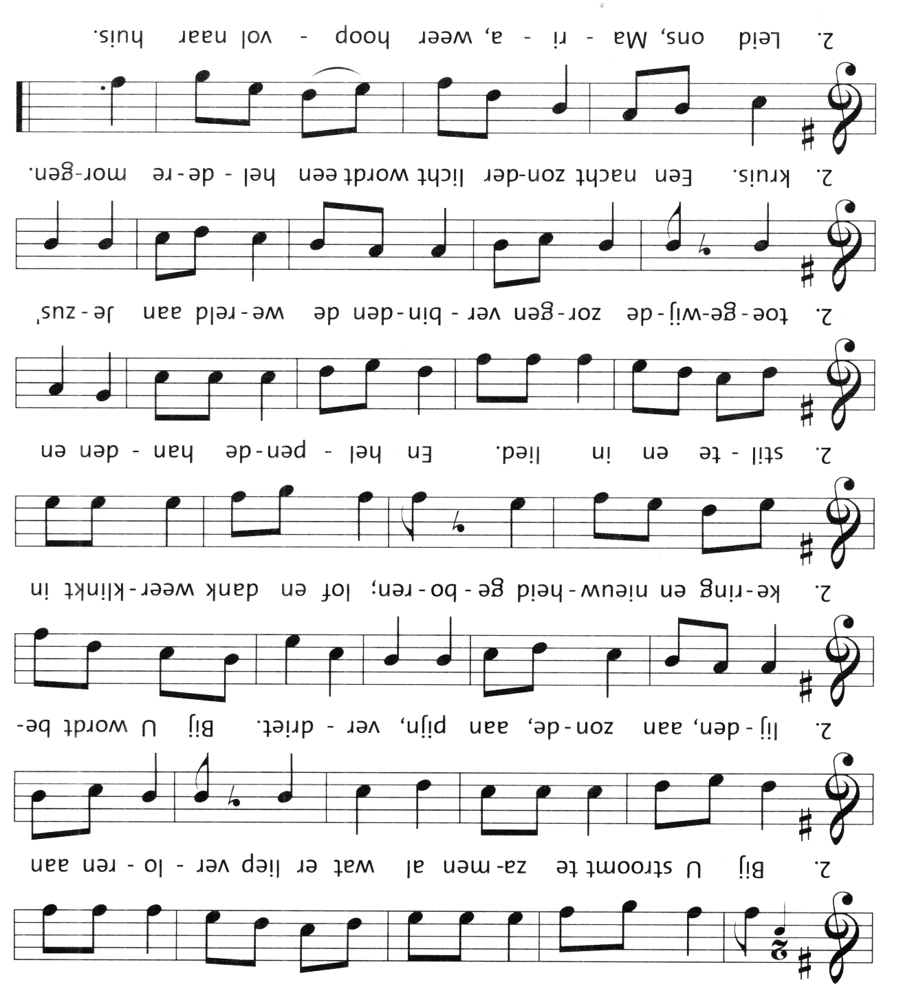 2. Bij U stroomt te za-men al wat er liep ver - lo - ren aan
2. lij-den, aan zon-de, aan pijn, ver - driet. Bij U wordt be-
2. ke-ring en nieuw-heid ge-bo-ren; lof en dank weer-klinkt in
2. stil - te en in lied. En hel - pen-de han - den en
2. toe-ge-wij-de zor-gen ver-bin-den de we-reld aan Je-zus'
2. kruis. Een nacht zon-der licht wordt een hel - de-re mor-gen.
2. Leid ons, Ma - ri - a, weer hoop - vol naar huis.